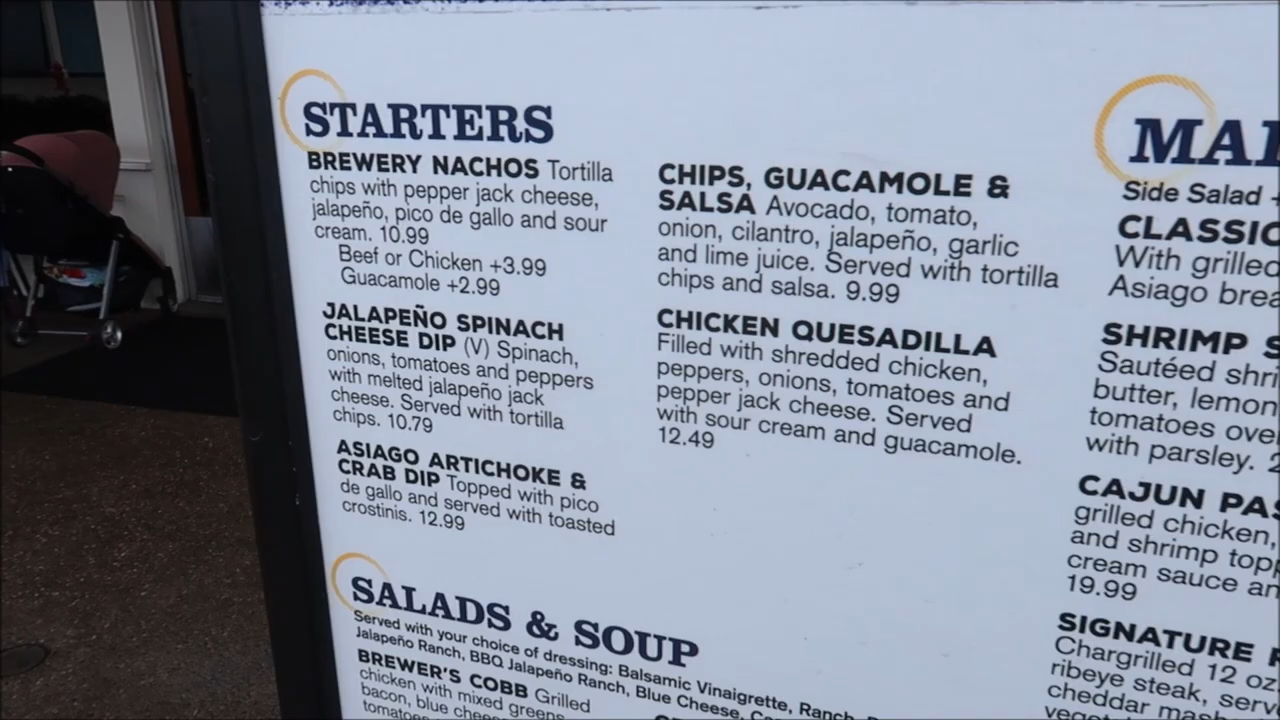 STARTERS
BREWERY NACHOS Tortilla
chips with pepper jack cheese,
jalapeño, pico de gallo and sour
cream. 10.99
Beef or Chicken +3.99
Guacamole +2.99
JALAPEÑO SPINACH
CHEESE DIP (V) Spinach,
onions, tomatoes and peppers
with melted jalapeño jack
cheese. Served with tortilla
chips. 10.79
ASIAGO ARTICHOKE &
CRAB DIP Topped with pico
de gallo and served with toasted
crostinis. 12.99
CHIPS, GUACAMOLE &
SALSA Avocado, tomato,
onion, cilantro, jalapeño, garlic
and lime juice. Served with tortilla
chips and salsa. 9.99
CHICKEN QUESADILLA
Filled with shredded chicken,
peppers, onions, tomatoes and
pepper jack cheese. Served
with sour cream and guacamole.
12.49
SALADS & SOUP
Served with your choice of dressing: Balsamic Vinaigrette, Ranch,
Jalapeño Ranch, BBQ Jalapeño Ranch, Blue Cheese,
BREWER'S COBB Grilled
chicken with mixed greens,
bacon, blue cheese
tomatoes
Side Salad
CLASSIC
With grilled
Asiago
SHRIMP
Sautéed
butter, lemon
tomatoes
with parsley.
CAJUN
grilled chicken,
and shrimp
cream sauce
19.99
SIGNATURE
Chargrilled 12 oz
ribeye steak,
cheddar